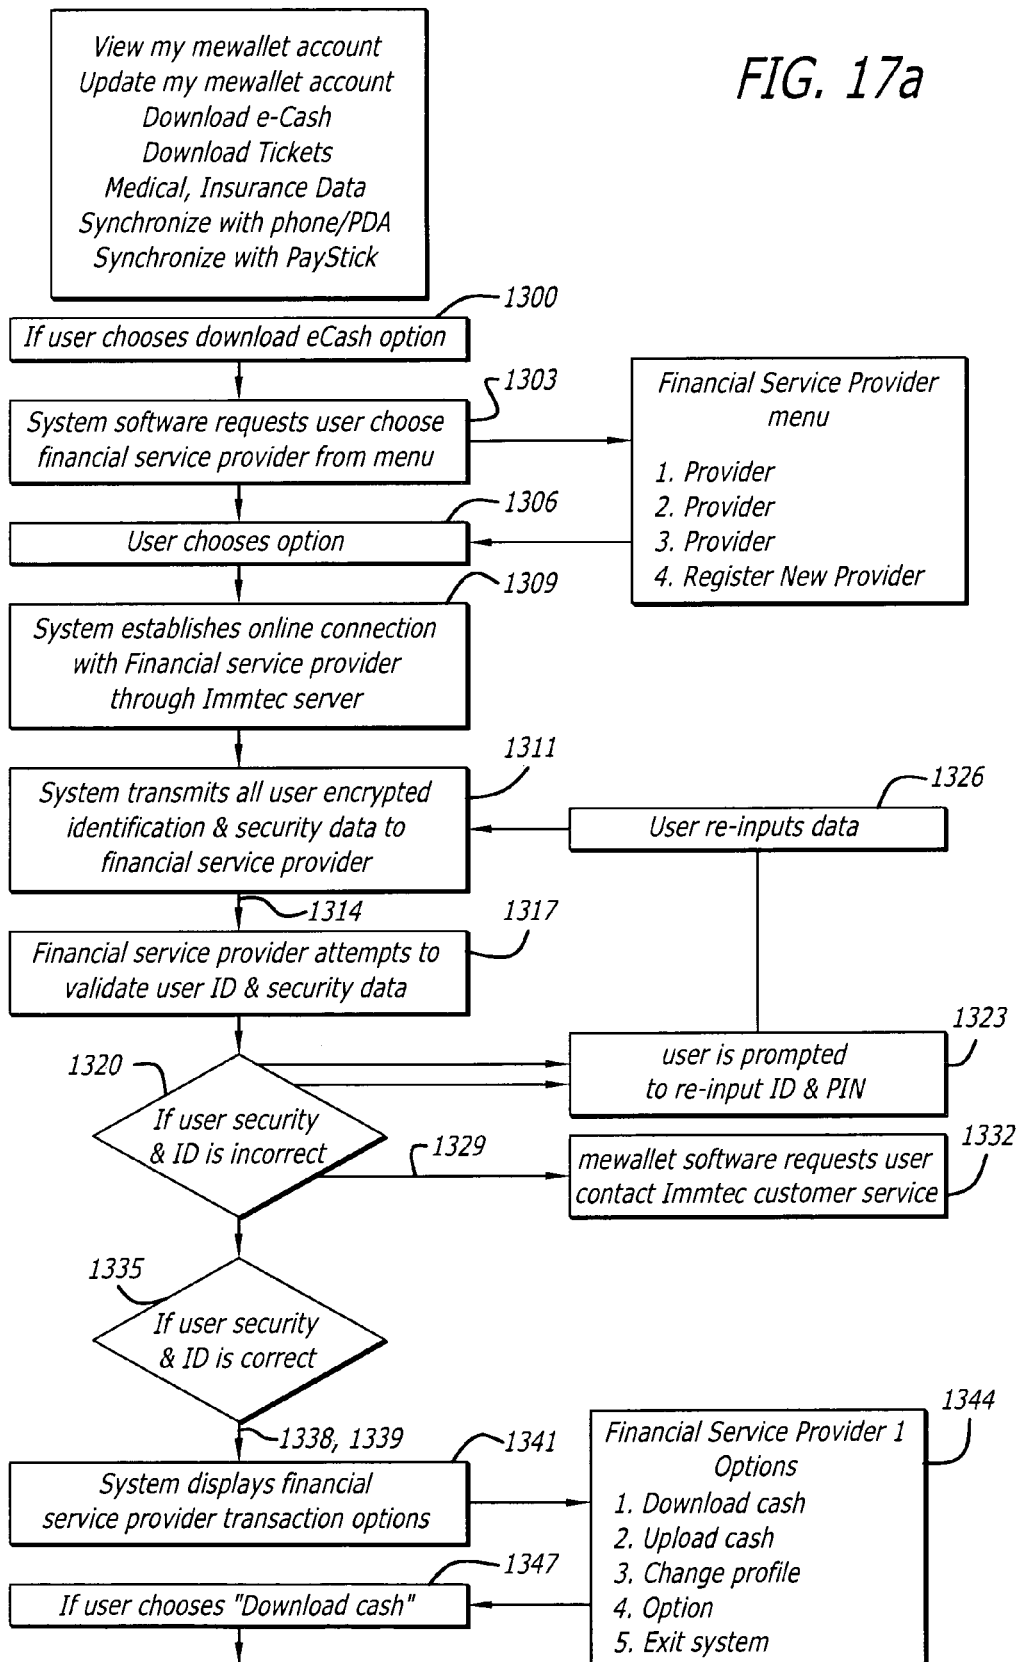 FIG. 17a
View my mewallet account
Update my mewallet account
Download e-Cash
Download Tickets
Medical, Insurance Data
Synchronize with phone/PDA
Synchronize with PayStick
1300
If user chooses download eCash option
1303
System software requests user choose
financial service provider from menu
Financial Service Provider
menu
1. Provider
2. Provider
3. Provider
4. Register New Provider
1306
User chooses option
1309
System establishes online connection
with Financial service provider
through Immtec server
1311
System transmits all user encrypted
identification & security data to
financial service provider
1326
User re-inputs data
1314
1317
Financial service provider attempts to
validate user ID & security data
1320
If user security
& ID is incorrect
1323
user is prompted
to re-input ID & PIN
1329
1332
mewallet software requests user
contact Immtec customer service
1335
If user security
& ID is correct
1338, 1339
1341
System displays financial
service provider transaction options
1344
Financial Service Provider 1
Options
1. Download cash
2. Upload cash
3. Change profile
4. Option
5. Exit system
1347
If user chooses "Download cash"